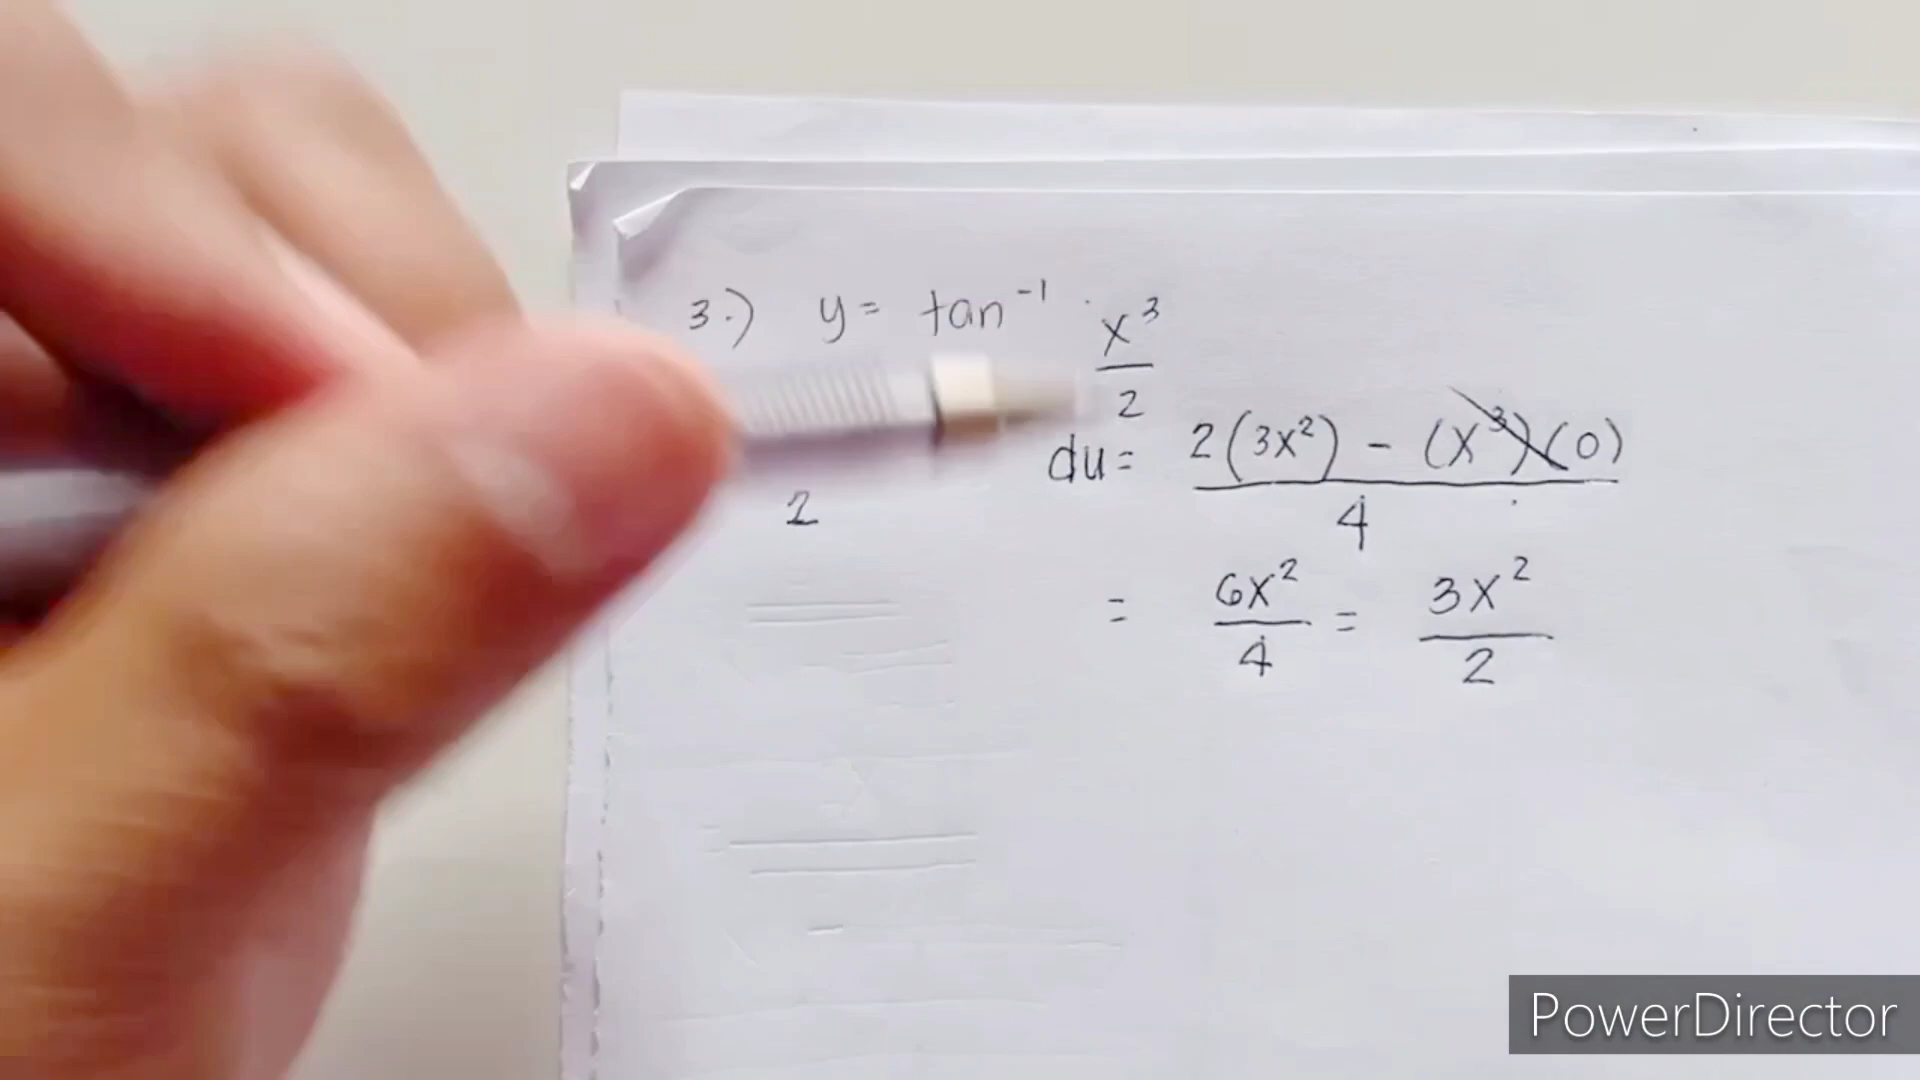 3.) y = tan⁻¹ x³/2
du = 2(3x²) - (x³)(0)/4
2
= 6x²/4 = 3x²/2
PowerDirector